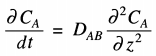 ∂C_A/dt = D_AB ∂²C_A/∂z²